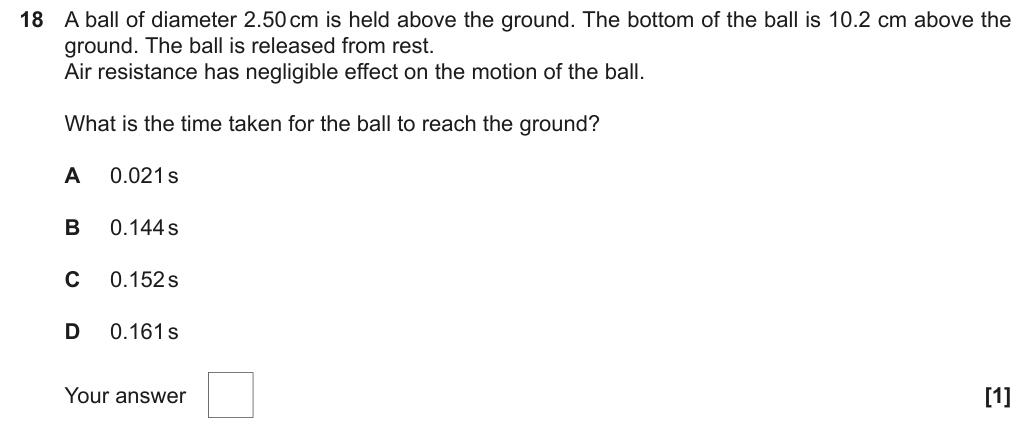 18 A ball of diameter 2.50 cm is held above the ground. The bottom of the ball is 10.2 cm above the
ground. The ball is released from rest.
Air resistance has negligible effect on the motion of the ball.
What is the time taken for the ball to reach the ground?
A 0.021 s
B 0.144 s
C 0.152 s
D 0.161 s
Your answer [1]